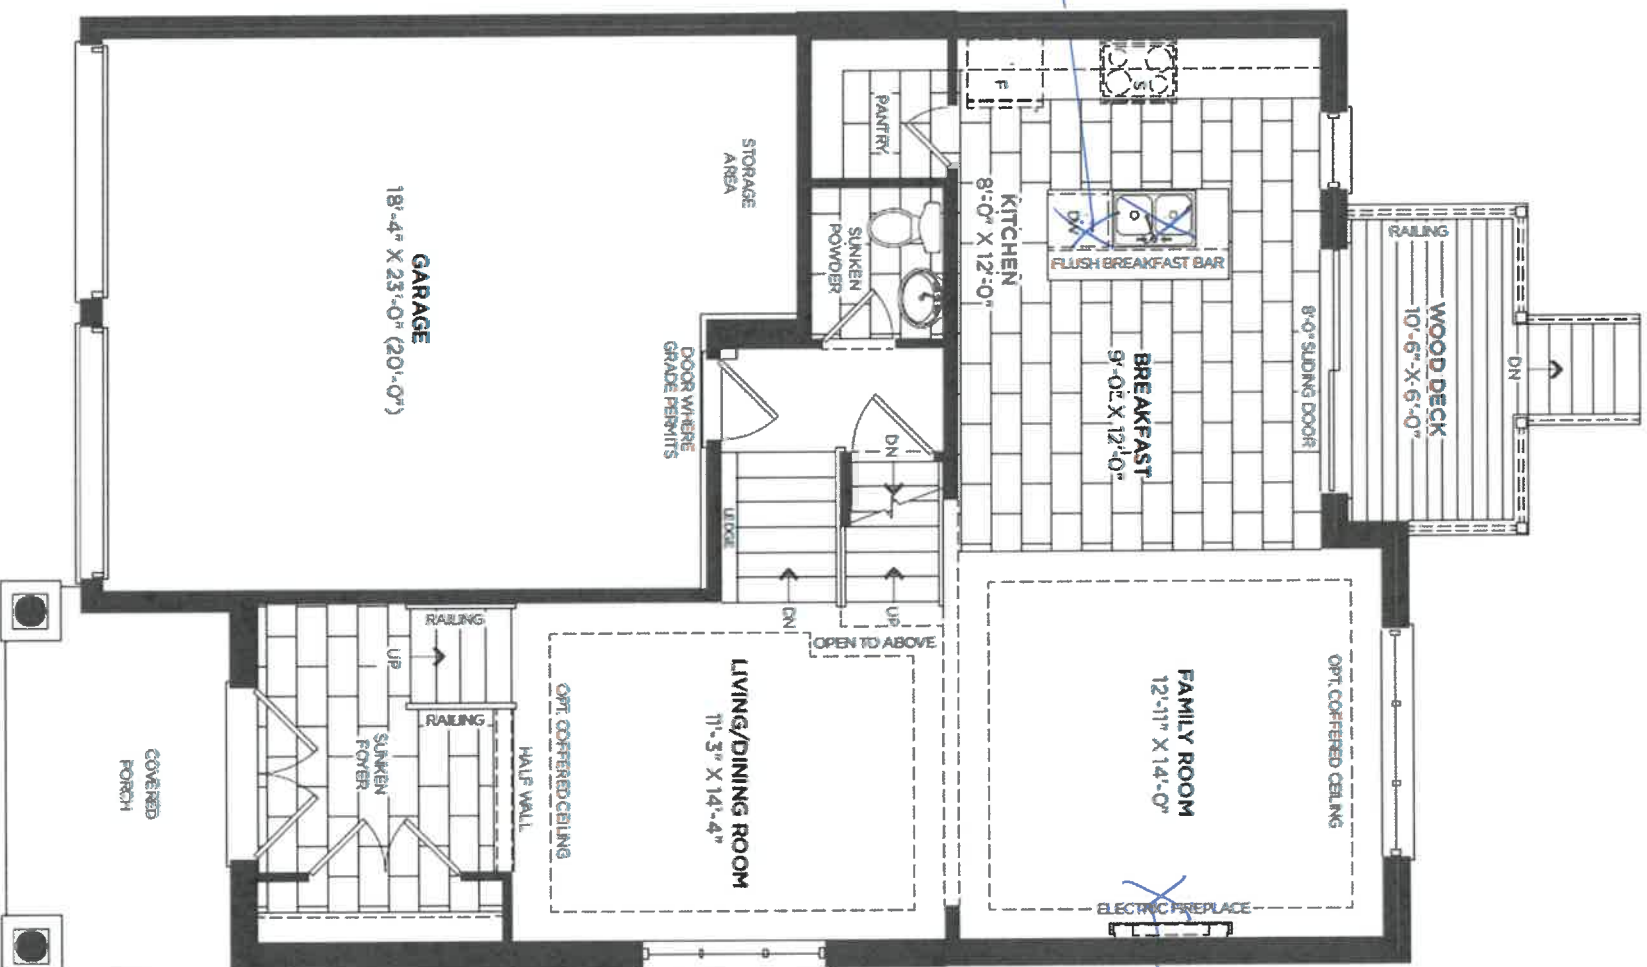 F
S
PANTRY
KITCHEN
8'-0" X 12'-0"
DW
FLUSH BREAKFAST BAR
SUNKEN
POWDER
STORAGE
AREA
GARAGE
18'-4" X 23'-0" (20'-0")
DOOR WHERE
GRADE PERMITS
BREAKFAST
9'-0" X 12'-0"
8'-0" SLIDING DOOR
RAILING
WOOD DECK
10'-6" X 6'-0"
DN
DN
LEDGE
DN
UP
OPEN TO ABOVE
RAILING
UP
RAILING
SUNKEN
FOYER
HALF WALL
OPT. COFFERED CEILING
LIVING/DINING ROOM
11'-3" X 14'-4"
FAMILY ROOM
12'-11" X 14'-0"
OPT. COFFERED CEILING
ELECTRIC FIREPLACE
COVERED
PORCH